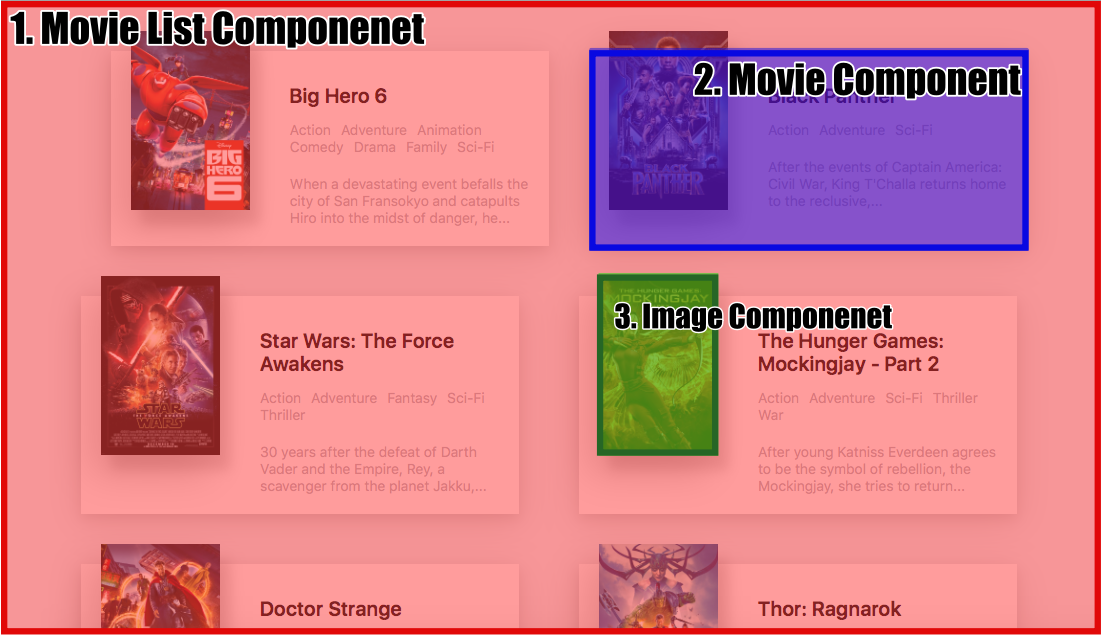 1. Movie List Componenet
2. Movie Component
Big Hero 6
Action Adventure Animation
Comedy Drama Family Sci-Fi
When a devastating event befalls the
city of San Fransokyo and catapults
Hiro into the midst of danger, he...
Disney
BIG
HERO
6
Black Panther
Action Adventure Sci-Fi
After the events of Captain America:
Civil War, King T'Challa returns home
to the reclusive,...
PANTHER
Star Wars: The Force
Awakens
Action Adventure Fantasy Sci-Fi
Thriller
30 years after the defeat of Darth
Vader and the Empire, Rey, a
scavenger from the planet Jakku,...
STAR
WARS
THE HUNGER GAMES
MOCKINGJAY
3. Image Componenet
The Hunger Games:
Mockingjay - Part 2
Action Adventure Sci-Fi Thriller
War
After young Katniss Everdeen agrees
to be the symbol of rebellion, the
Mockingjay, she tries to return...
Doctor Strange
Thor: Ragnarok